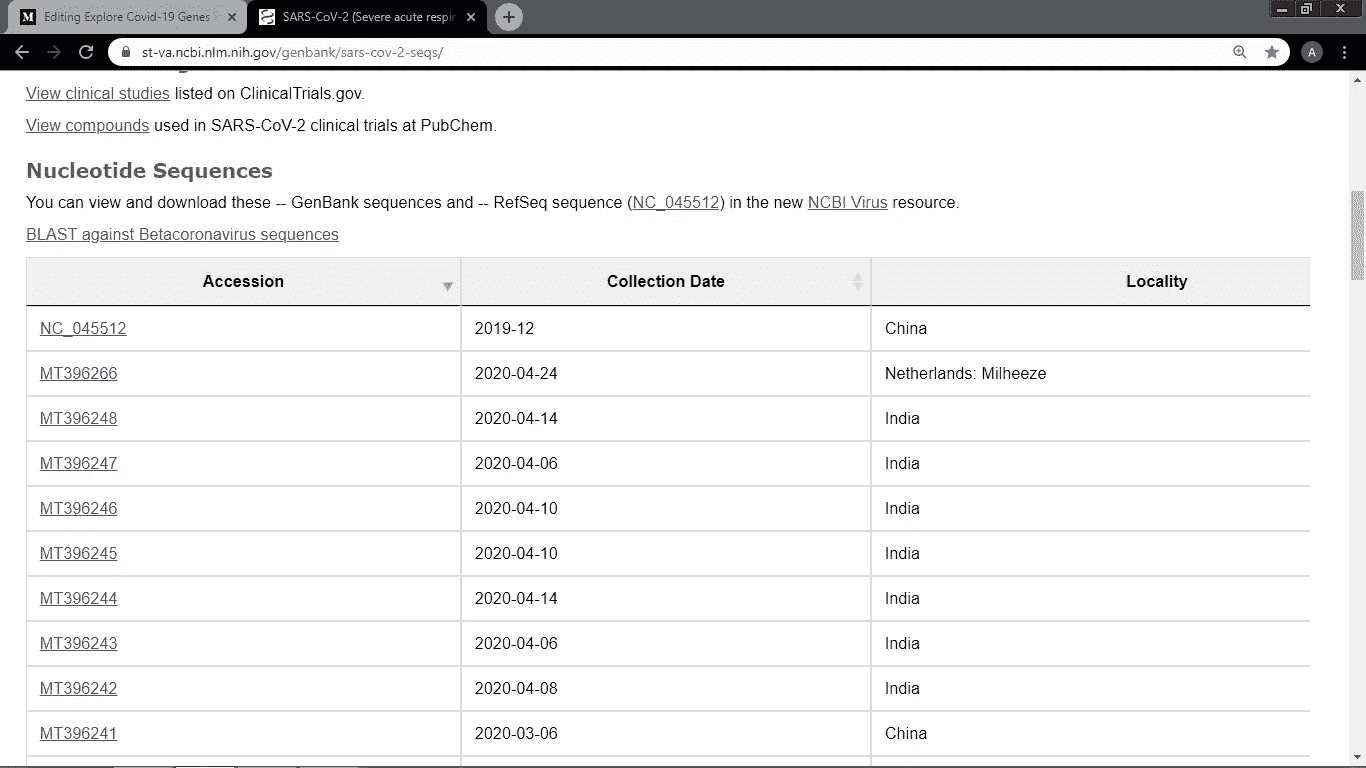 Editing Explore Covid-19 Genes
SARS-CoV-2 (Severe acute respir
st-va.ncbi.nlm.nih.gov/genbank/sars-cov-2-seqs/
A
View clinical studies listed on ClinicalTrials.gov.
View compounds used in SARS-CoV-2 clinical trials at PubChem.
Nucleotide Sequences
You can view and download these -- GenBank sequences and -- RefSeq sequence (NC_045512) in the new NCBI Virus resource.
BLAST against Betacoronavirus sequences
Accession Collection Date Locality
NC_045512 2019-12 China
MT396266 2020-04-24 Netherlands: Milheeze
MT396248 2020-04-14 India
MT396247 2020-04-06 India
MT396246 2020-04-10 India
MT396245 2020-04-10 India
MT396244 2020-04-14 India
MT396243 2020-04-06 India
MT396242 2020-04-08 India
MT396241 2020-03-06 China